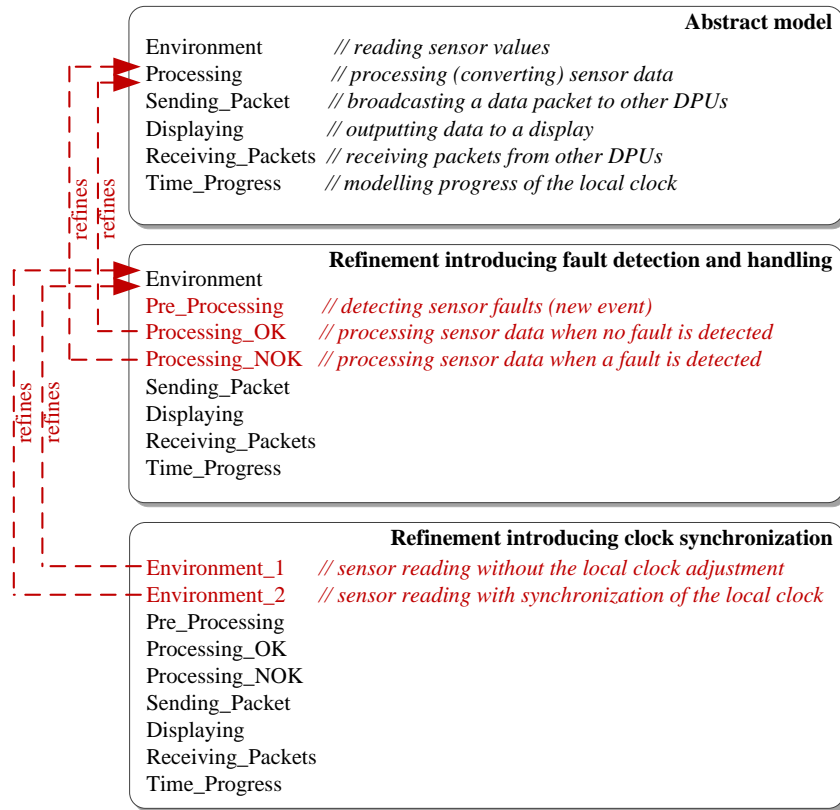 Abstract model
Environment // reading sensor values
Processing // processing (converting) sensor data
Sending_Packet // broadcasting a data packet to other DPUs
Displaying // outputting data to a display
Receiving_Packets // receiving packets from other DPUs
Time_Progress // modelling progress of the local clock
refines
refines
Refinement introducing fault detection and handling
Environment
Pre_Processing // detecting sensor faults (new event)
Processing_OK // processing sensor data when no fault is detected
Processing_NOK // processing sensor data when a fault is detected
Sending_Packet
Displaying
Receiving_Packets
Time_Progress
refines
refines
Refinement introducing clock synchronization
Environment_1 // sensor reading without the local clock adjustment
Environment_2 // sensor reading with synchronization of the local clock
Pre_Processing
Processing_OK
Processing_NOK
Sending_Packet
Displaying
Receiving_Packets
Time_Progress